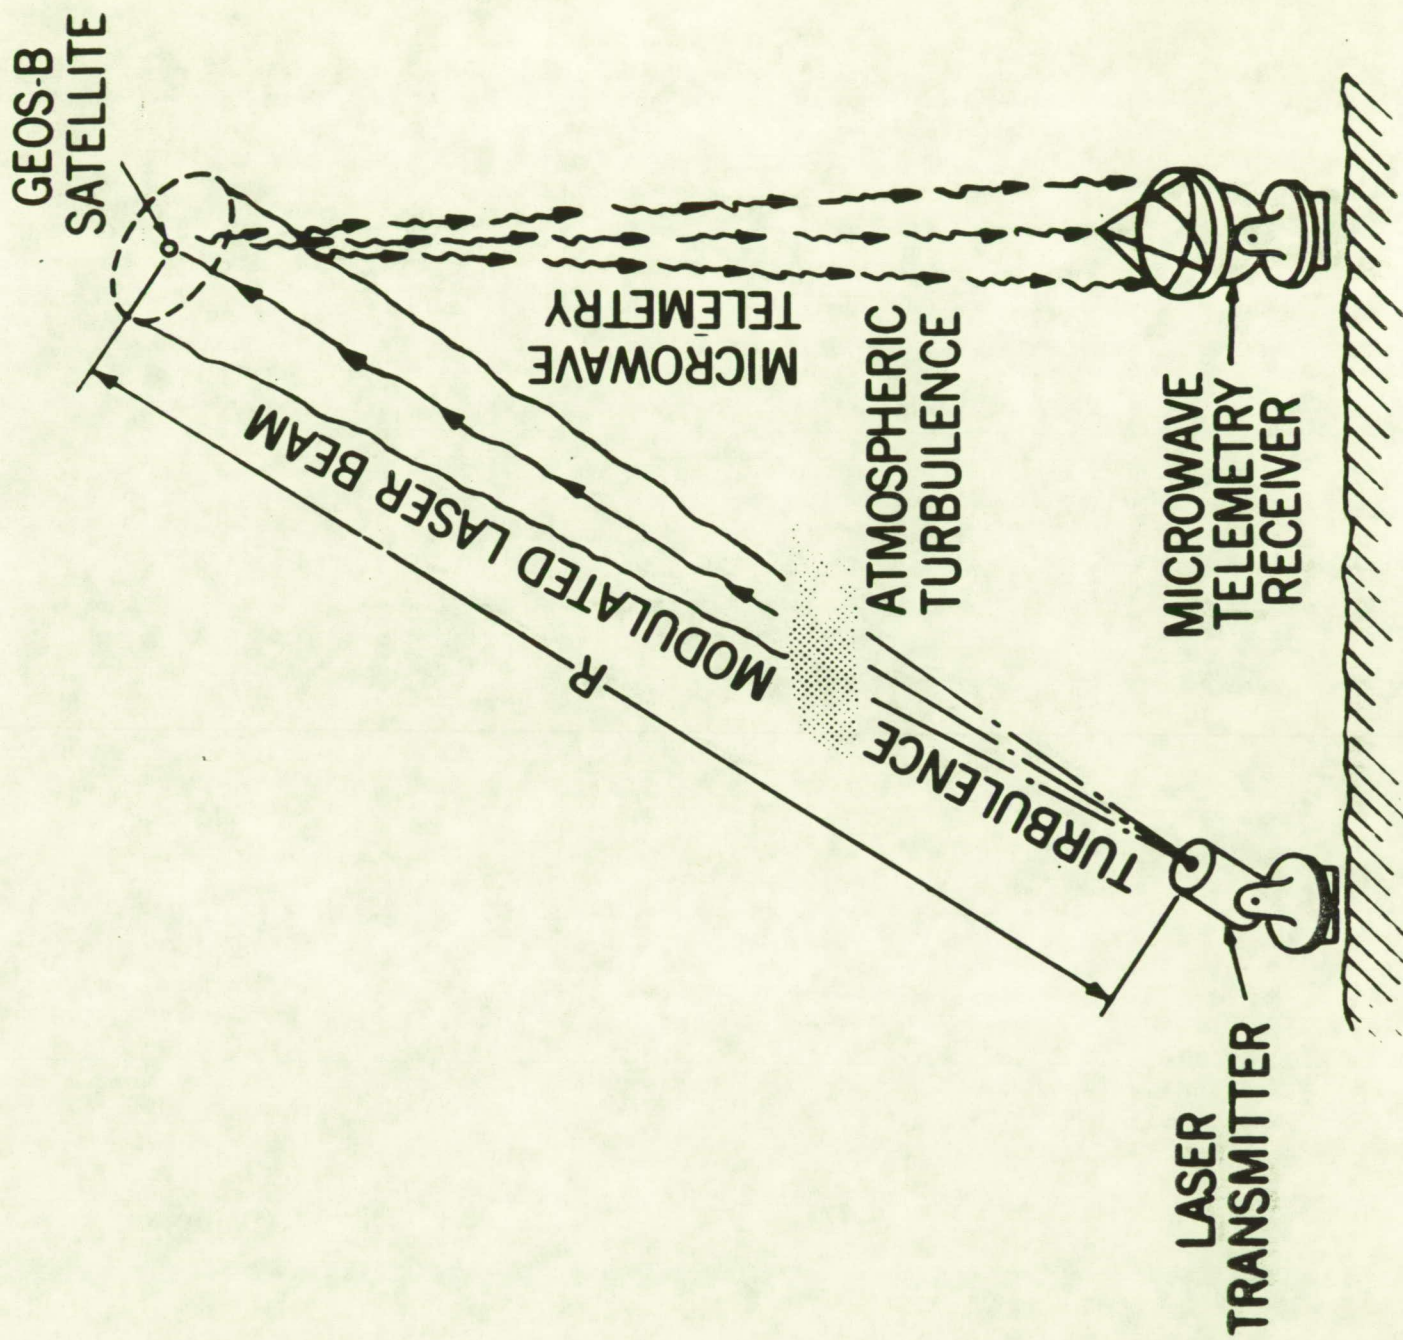 GEOS-B
SATELLITE
MODULATED LASER BEAM
R
MICROWAVE
TELEMETRY
ATMOSPHERIC
TURBULENCE
TURBULENCE
MICROWAVE
TELEMETRY
RECEIVER
LASER
TRANSMITTER